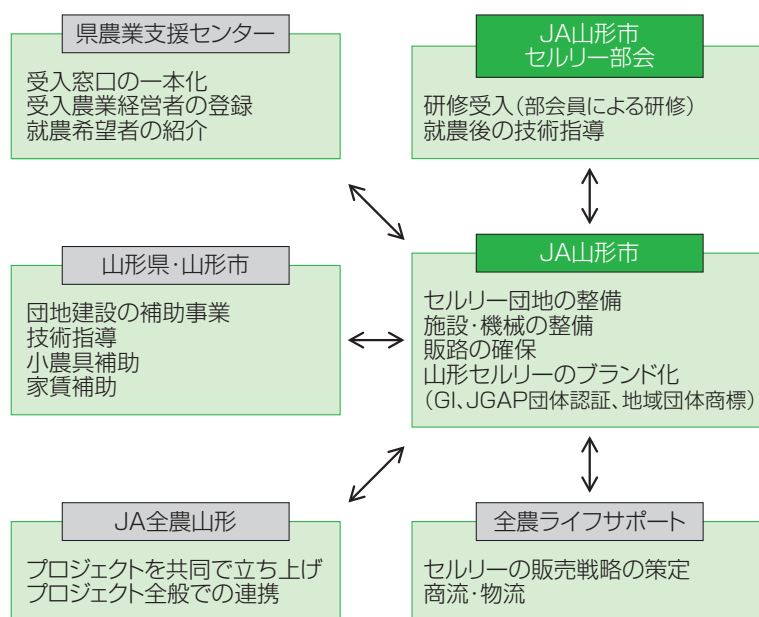 県農業支援センター
受入窓口の一本化
受入農業経営者の登録
就農希望者の紹介
JA山形市
セルリー部会
研修受入(部会員による研修)
就農後の技術指導
山形県・山形市
団地建設の補助事業
技術指導
小農具補助
家賃補助
JA山形市
セルリー団地の整備
施設・機械の整備
販路の確保
山形セルリーのブランド化
(GI、JGAP団体認証、地域団体商標)
JA全農山形
プロジェクトを共同で立ち上げ
プロジェクト全般での連携
全農ライフサポート
セルリーの販売戦略の策定
商流・物流